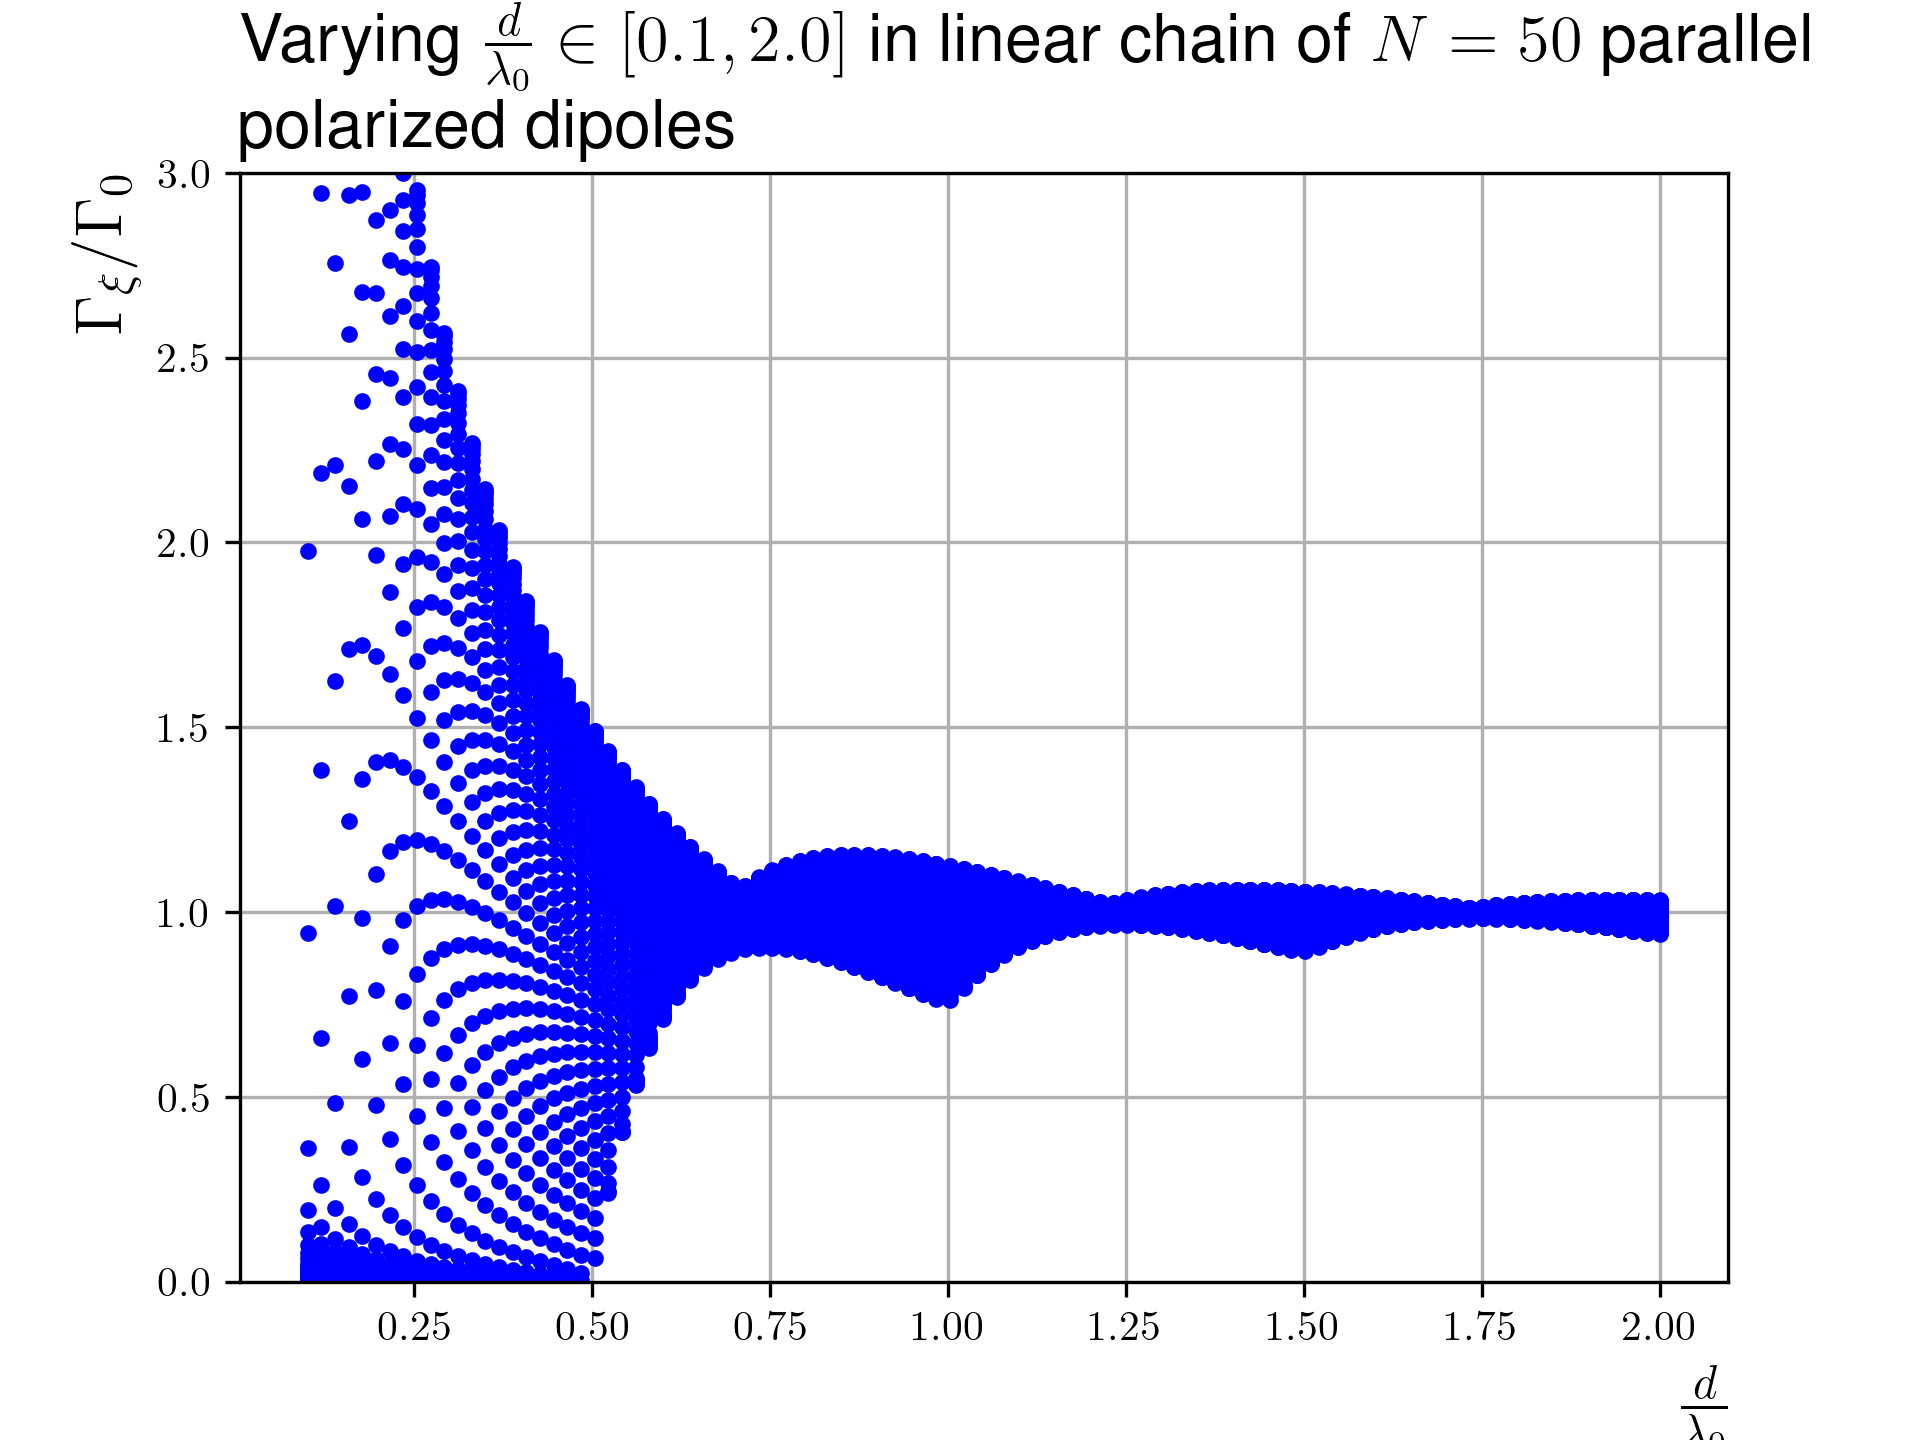 Varying d/λ₀ ∈ [0.1, 2.0] in linear chain of N = 50 parallel
polarized dipoles
Γ_ξ/Γ₀
3.0
2.5
2.0
1.5
1.0
0.5
0.0
0.25 0.50 0.75 1.00 1.25 1.50 1.75 2.00
d/λ₀